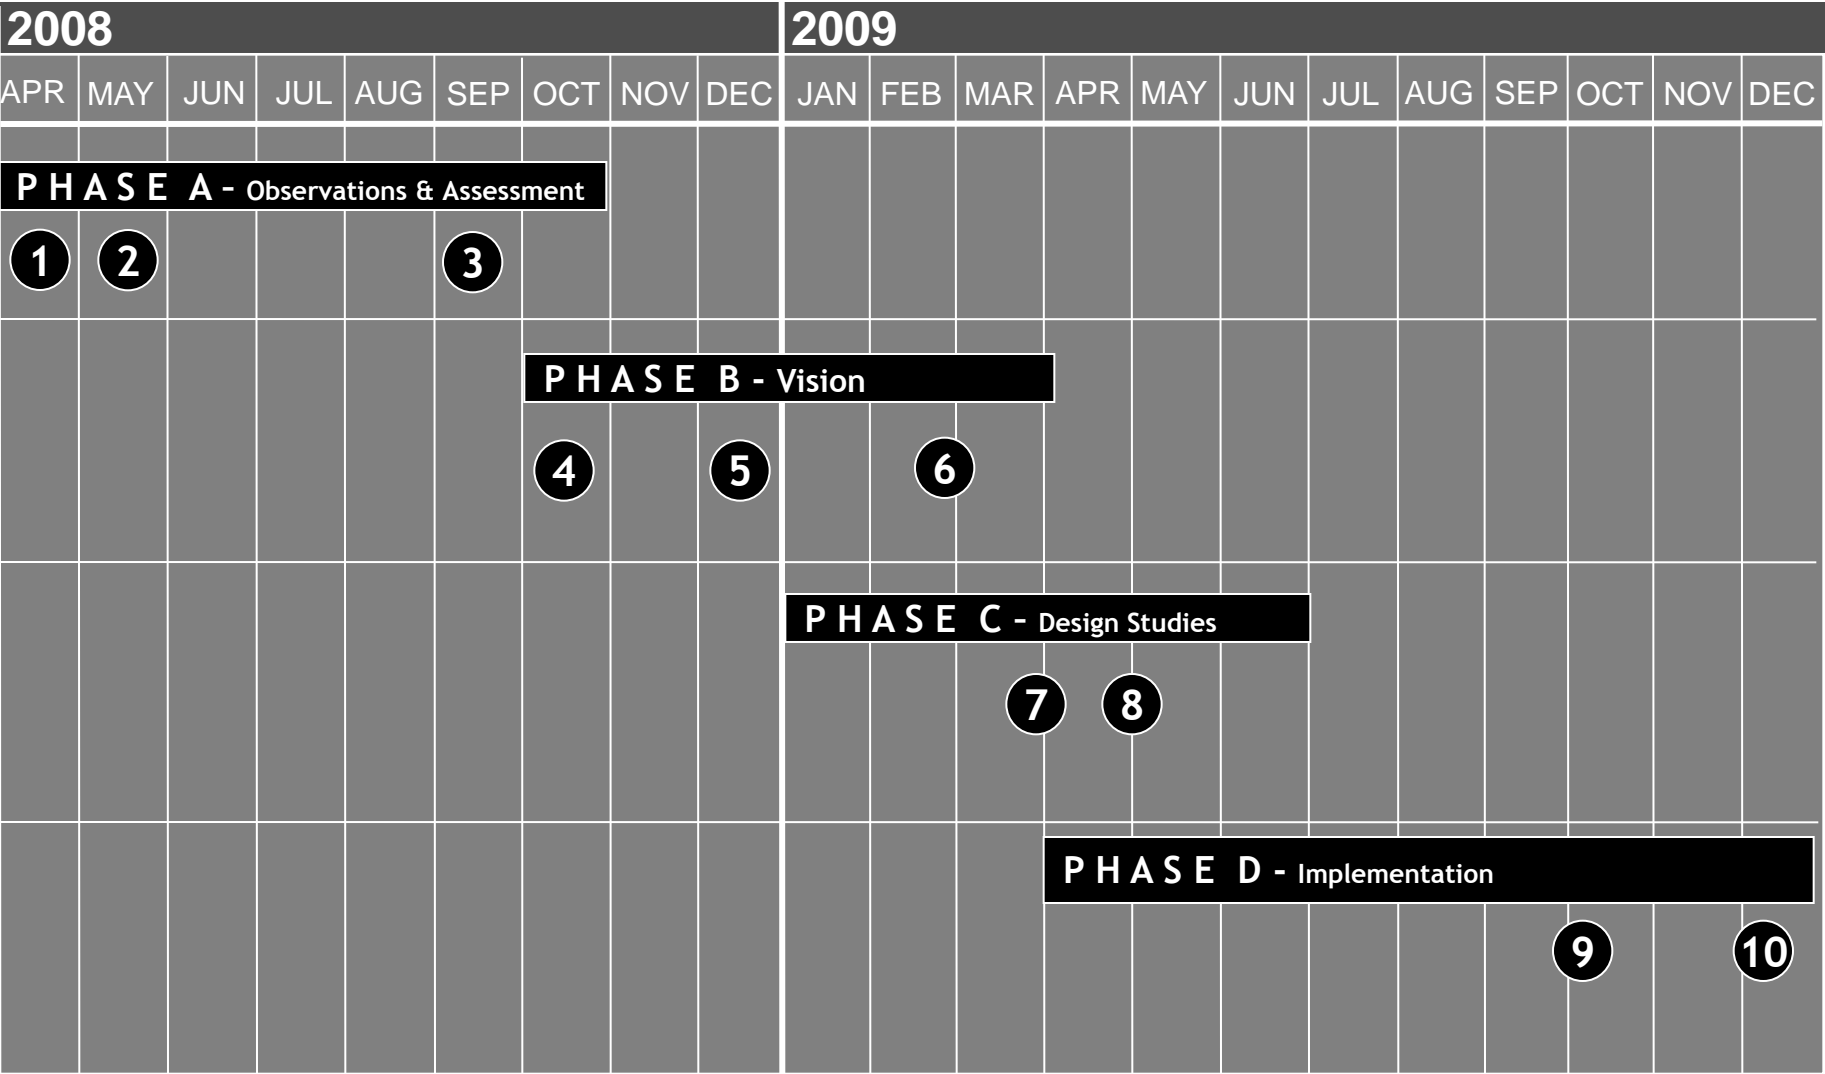 2008 2009
APR MAY JUN JUL AUG SEP OCT NOV DEC JAN FEB MAR APR MAY JUN JUL AUG SEP OCT NOV DEC
PHASE A - Observations & Assessment
1 2 3
PHASE B - Vision
4 5 6
PHASE C - Design Studies
7 8
PHASE D - Implementation
9 10